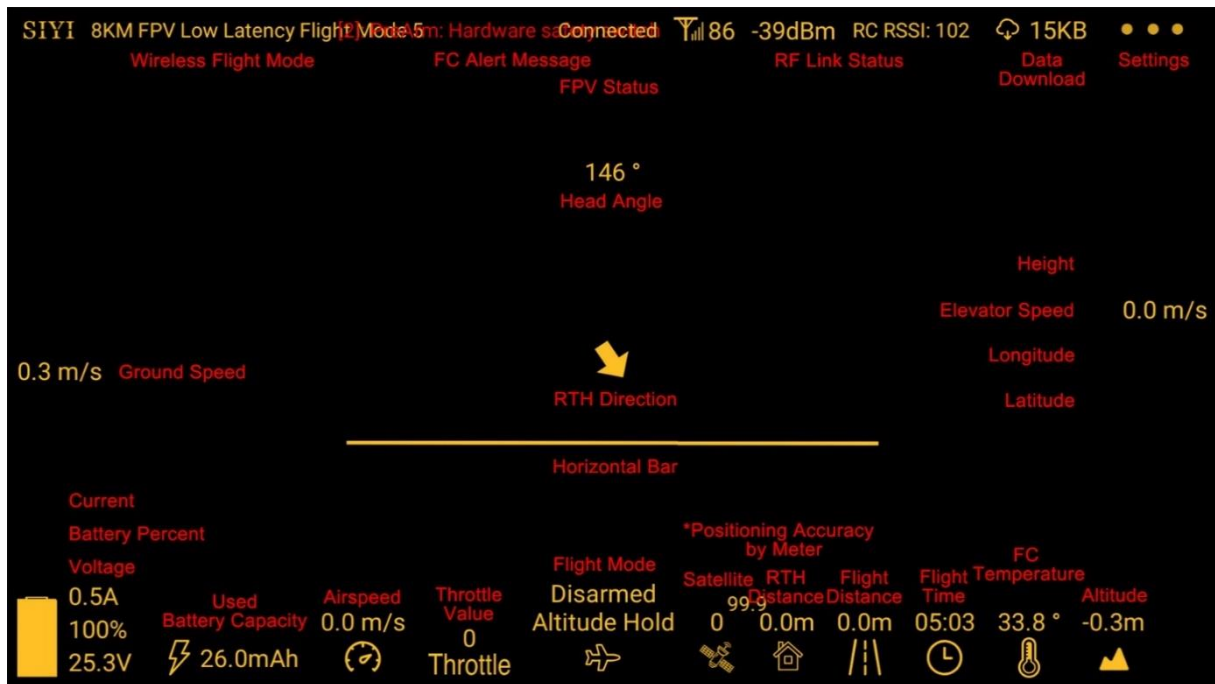 SIYI 8KM FPV Low Latency Flight Mode 5 Connected 86 -39dBm RC RSSI: 102 15KB
Wireless Flight Mode FC Alert Message RF Link Status Data Download Settings
FPV Status
146 °
Head Angle
Height
Elevator Speed 0.0 m/s
Longitude
0.3 m/s Ground Speed
RTH Direction
Latitude
Horizontal Bar
Current
Battery Percent
Voltage
0.5A
100%
25.3V
Used
Battery Capacity
26.0mAh
Airspeed
0.0 m/s
Throttle
Value
0
Throttle
Flight Mode
Disarmed
Altitude Hold
*Positioning Accuracy
by Meter
Satellite
99.9
0
RTH
Distance
0.0m
Flight
Distance
0.0m
Flight
Time
05:03
FC
Temperature
33.8 °
Altitude
-0.3m